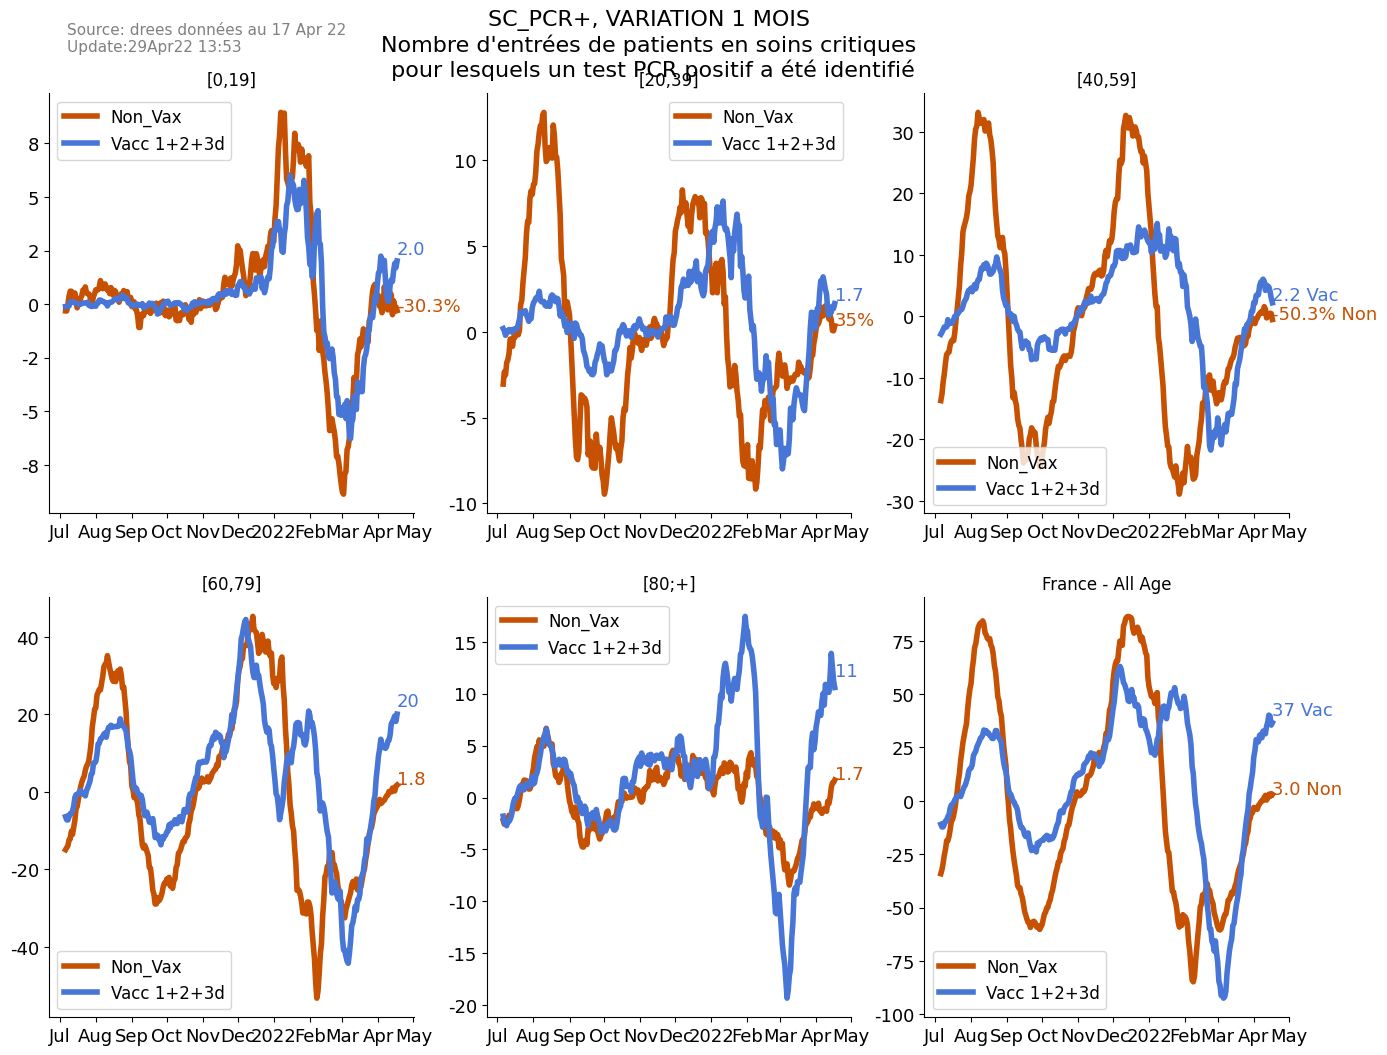 Source: drees données au 17 Apr 22
Update:29Apr22 13:53
SC_PCR+, VARIATION 1 MOIS
Nombre d'entrées de patients en soins critiques
pour lesquels un test PCR positif a été identifié
[0,19]
Non_Vax
Vacc 1+2+3d
8
5
2
0
-2
-5
-8
2.0
-30.3%
Jul Aug Sep Oct Nov Dec 2022 Feb Mar Apr May
[20,39]
Non_Vax
Vacc 1+2+3d
10
5
0
-5
-10
1.7
35%
Jul Aug Sep Oct Nov Dec 2022 Feb Mar Apr May
[40,59]
30
20
10
0
-10
-20
-30
2.2 Vac
-50.3% Non
Non_Vax
Vacc 1+2+3d
Jul Aug Sep Oct Nov Dec 2022 Feb Mar Apr May
[60,79]
40
20
0
-20
-40
20
1.8
Non_Vax
Vacc 1+2+3d
Jul Aug Sep Oct Nov Dec 2022 Feb Mar Apr May
[80;+]
Non_Vax
Vacc 1+2+3d
15
10
5
0
-5
-10
-15
-20
11
1.7
Jul Aug Sep Oct Nov Dec 2022 Feb Mar Apr May
France - All Age
75
50
25
0
-25
-50
-75
-100
37 Vac
3.0 Non
Non_Vax
Vacc 1+2+3d
Jul Aug Sep Oct Nov Dec 2022 Feb Mar Apr May